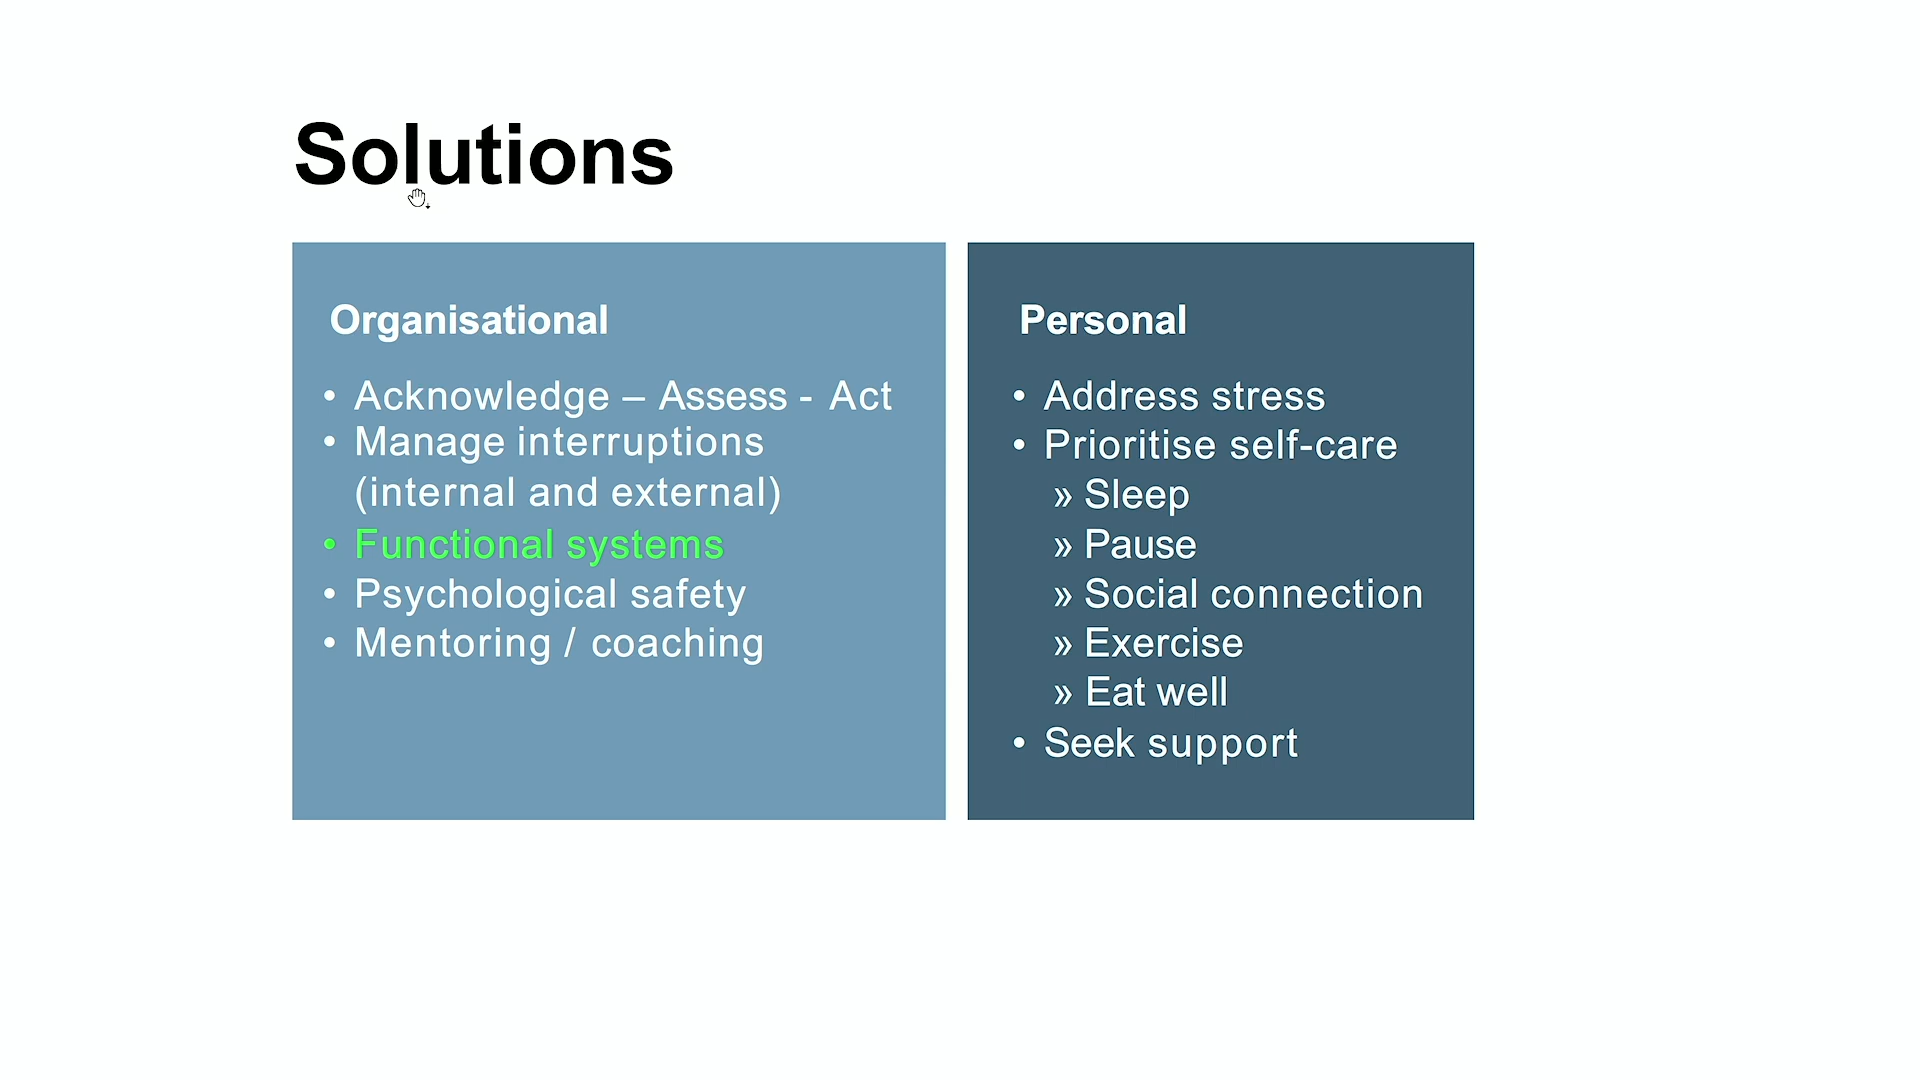 Solutions
Organisational
• Acknowledge – Assess - Act
• Manage interruptions
(internal and external)
• Functional systems
• Psychological safety
• Mentoring / coaching
Personal
• Address stress
• Prioritise self-care
» Sleep
» Pause
» Social connection
» Exercise
» Eat well
• Seek support